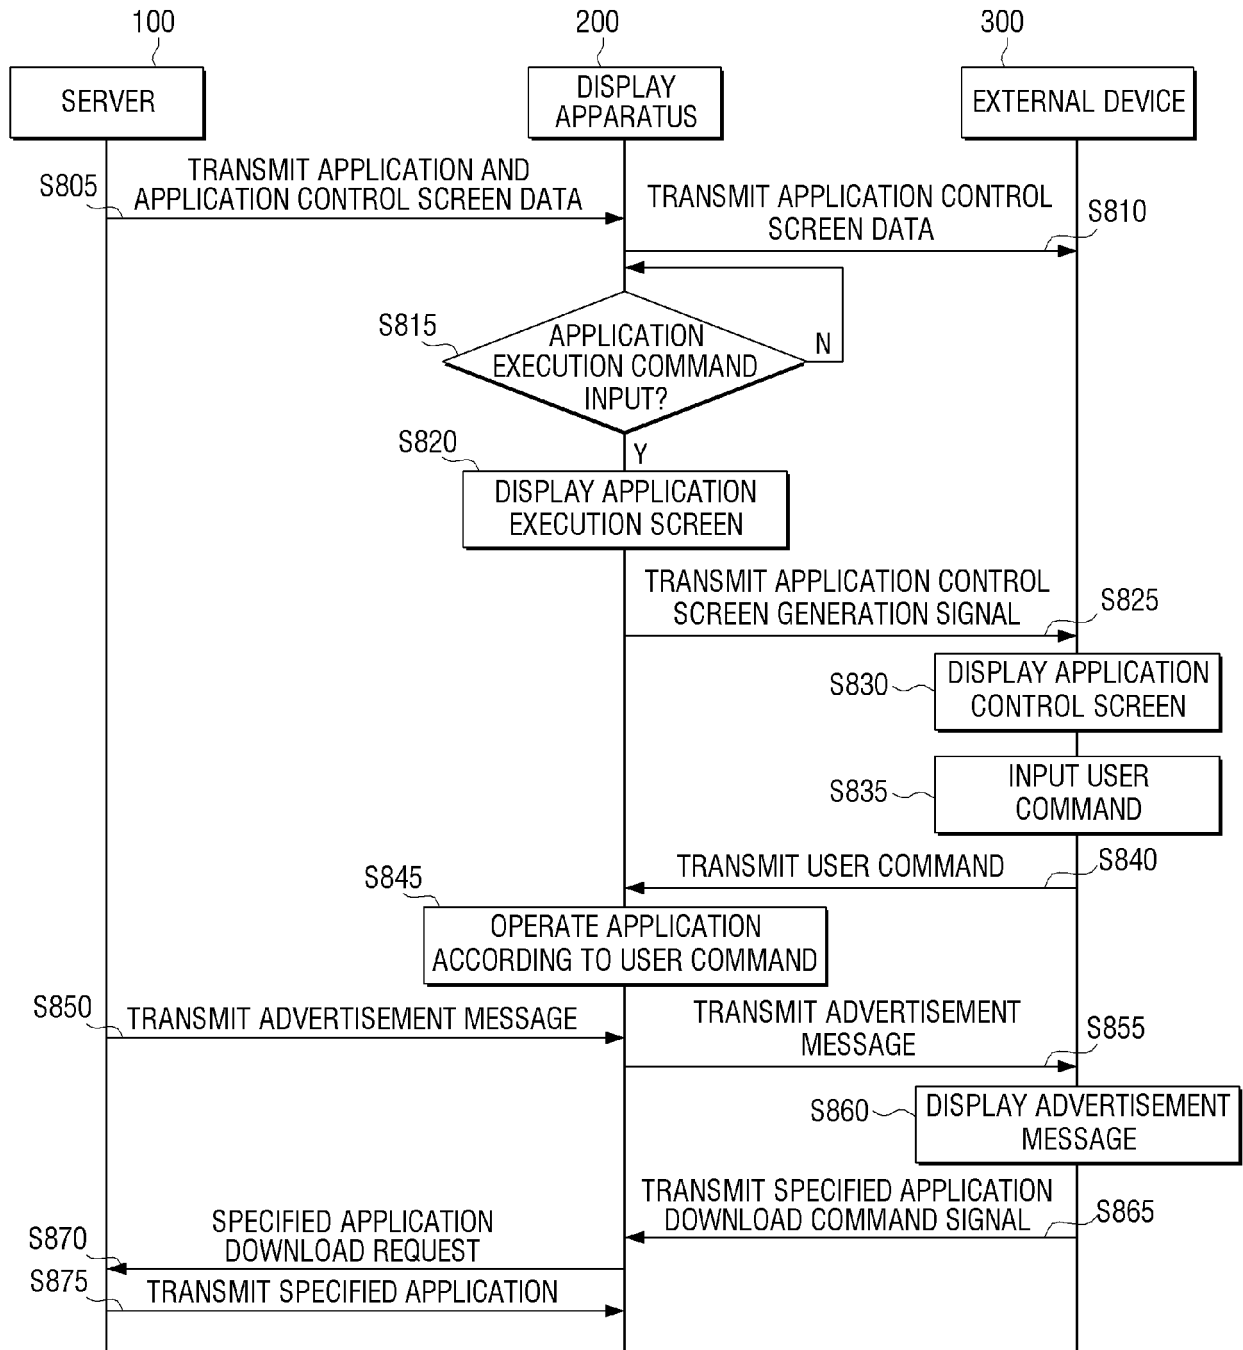 100
200
300
SERVER
DISPLAY
APPARATUS
EXTERNAL DEVICE
S805
TRANSMIT APPLICATION AND
APPLICATION CONTROL SCREEN DATA
TRANSMIT APPLICATION CONTROL
SCREEN DATA
S810
S815
APPLICATION
EXECUTION COMMAND
INPUT?
N
S820
Y
DISPLAY APPLICATION
EXECUTION SCREEN
TRANSMIT APPLICATION CONTROL
SCREEN GENERATION SIGNAL
S825
S830
DISPLAY APPLICATION
CONTROL SCREEN
S835
INPUT USER
COMMAND
TRANSMIT USER COMMAND
S840
S845
OPERATE APPLICATION
ACCORDING TO USER COMMAND
S850
TRANSMIT ADVERTISEMENT MESSAGE
TRANSMIT ADVERTISEMENT
MESSAGE
S855
S860
DISPLAY ADVERTISEMENT
MESSAGE
TRANSMIT SPECIFIED APPLICATION
DOWNLOAD COMMAND SIGNAL
S865
SPECIFIED APPLICATION
DOWNLOAD REQUEST
S870
S875
TRANSMIT SPECIFIED APPLICATION